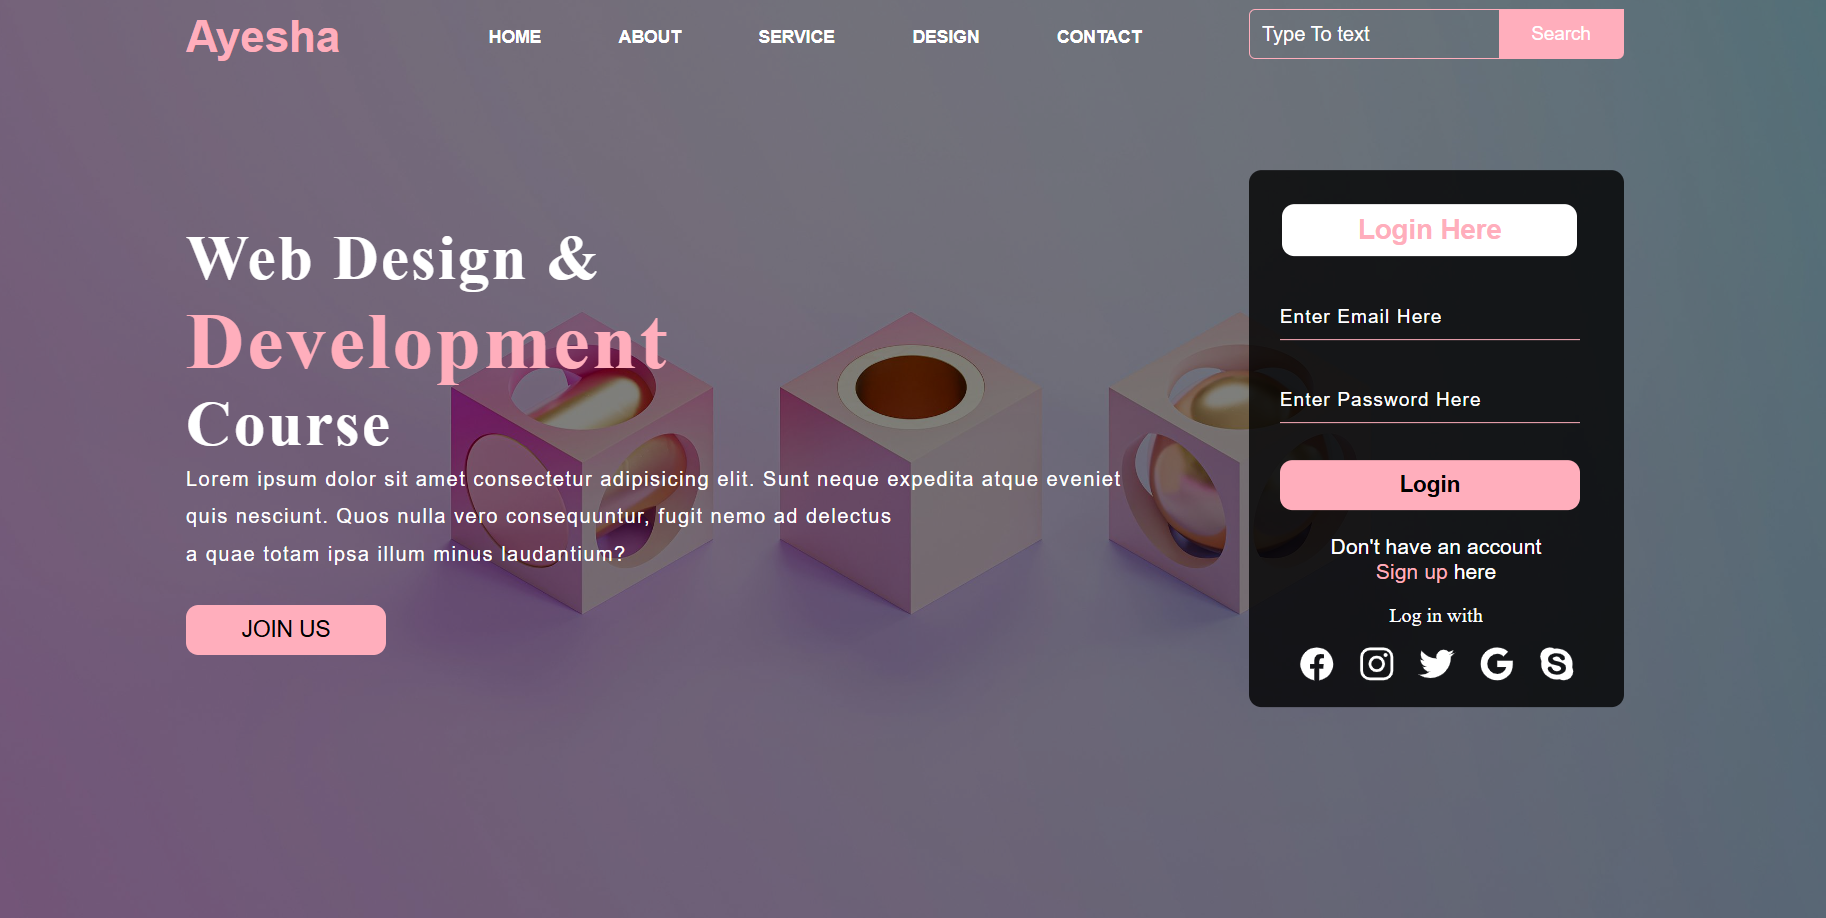 Ayesha
HOME ABOUT SERVICE DESIGN CONTACT
Type To text Search
Web Design &
Development
Course
Lorem ipsum dolor sit amet consectetur adipisicing elit. Sunt neque expedita atque eveniet
quis nesciunt. Quos nulla vero consequuntur, fugit nemo ad delectus
a quae totam ipsa illum minus laudantium?
JOIN US
Login Here
Enter Email Here
Enter Password Here
Login
Don't have an account
Sign up here
Log in with